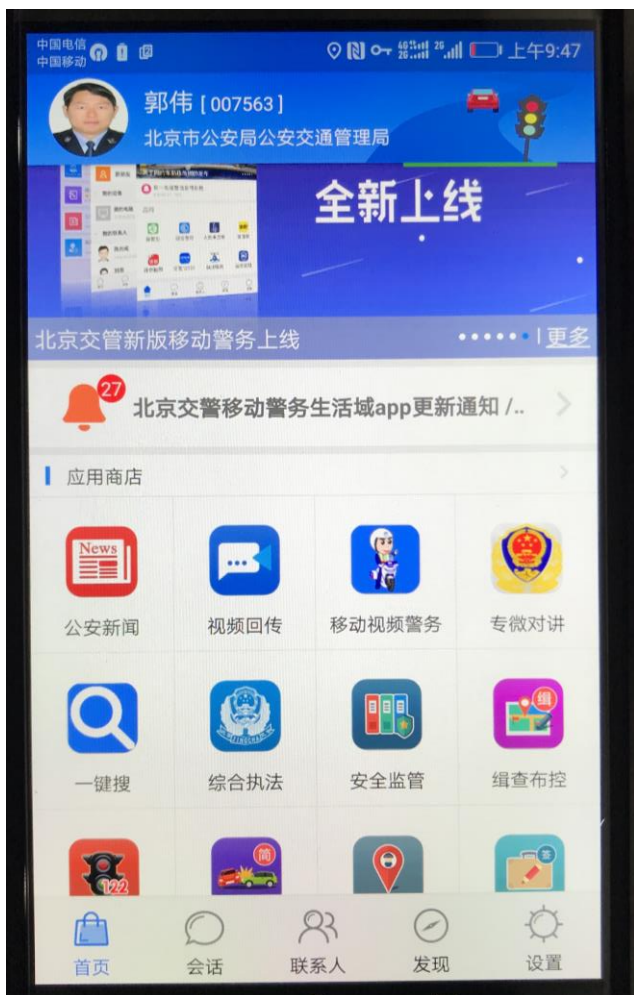 中国电信
中国移动
4G 2G
2G
上午9:47
郭伟 [ 007563 ]
北京市公安局公安交通管理局
全新上线
北京交管新版移动警务上线
更多
27
北京交警移动警务生活域app更新通知 /..
应用商店
News
公安新闻
视频回传
移动视频警务
专微对讲
一键搜
综合执法
安全监管
缉
缉查布控
122
简
签
首页
会话
联系人
发现
设置